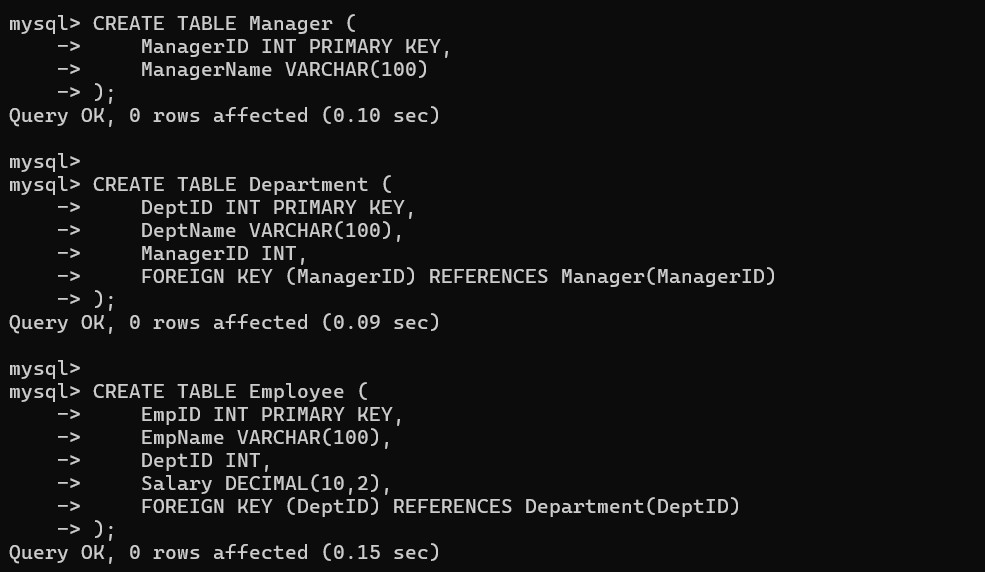 mysql> CREATE TABLE Manager (
    ->     ManagerID INT PRIMARY KEY,
    ->     ManagerName VARCHAR(100)
    -> );
Query OK, 0 rows affected (0.10 sec)

mysql>
mysql> CREATE TABLE Department (
    ->     DeptID INT PRIMARY KEY,
    ->     DeptName VARCHAR(100),
    ->     ManagerID INT,
    ->     FOREIGN KEY (ManagerID) REFERENCES Manager(ManagerID)
    -> );
Query OK, 0 rows affected (0.09 sec)

mysql>
mysql> CREATE TABLE Employee (
    ->     EmpID INT PRIMARY KEY,
    ->     EmpName VARCHAR(100),
    ->     DeptID INT,
    ->     Salary DECIMAL(10,2),
    ->     FOREIGN KEY (DeptID) REFERENCES Department(DeptID)
    -> );
Query OK, 0 rows affected (0.15 sec)